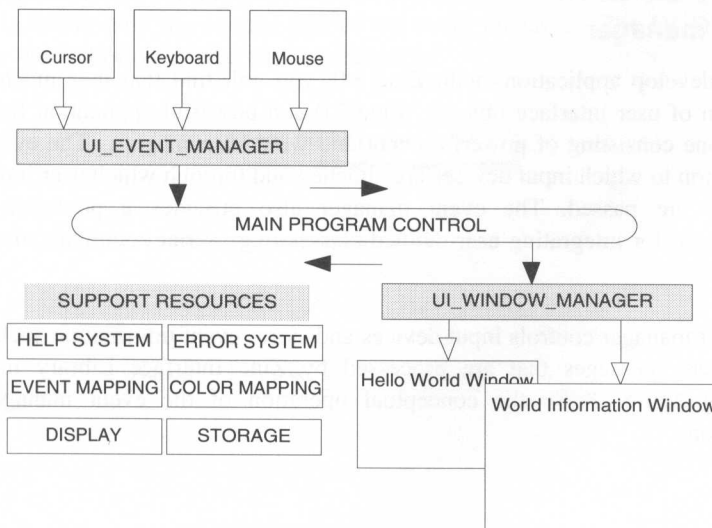 Cursor
Keyboard
Mouse
UI_EVENT_MANAGER
MAIN PROGRAM CONTROL
SUPPORT RESOURCES
HELP SYSTEM
ERROR SYSTEM
EVENT MAPPING
COLOR MAPPING
DISPLAY
STORAGE
UI_WINDOW_MANAGER
Hello World Window
World Information Window